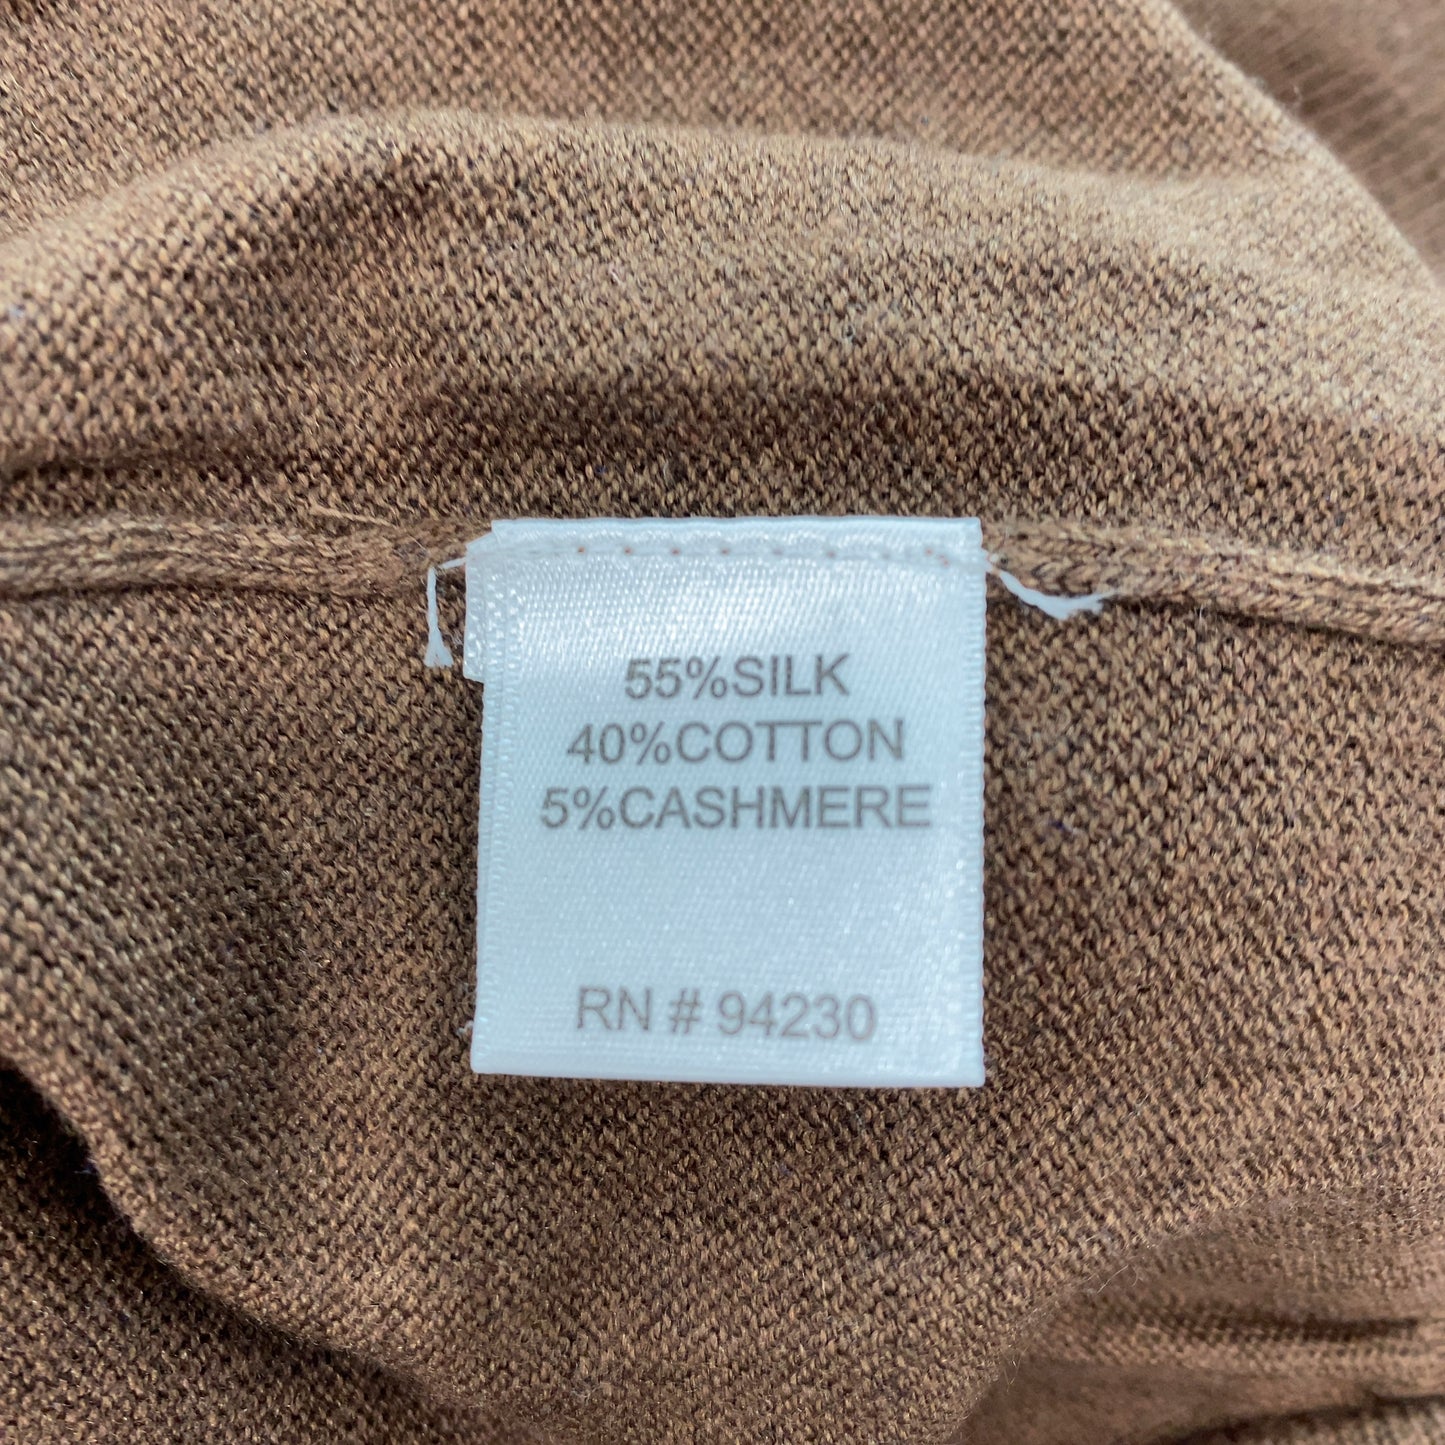 55%SILK
40%COTTON
5%CASHMERE
RN # 94230